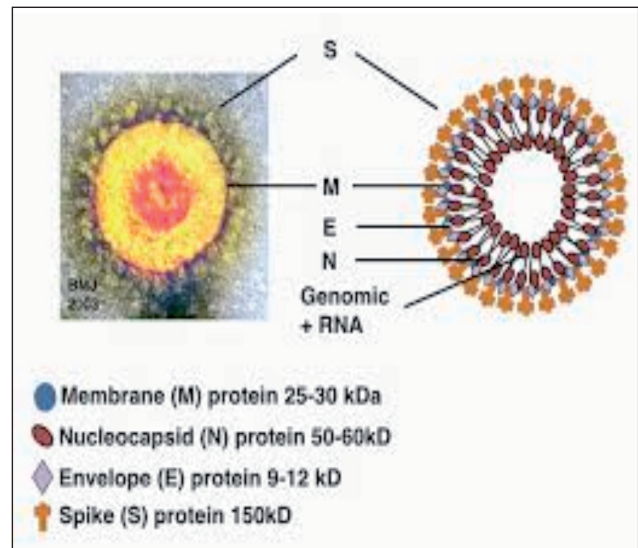 S
M
E
N
Genomic
+ RNA
BMJ
2003
Membrane (M) protein 25-30 kDa
Nucleocapsid (N) protein 50-60kD
Envelope (E) protein 9-12 kD
Spike (S) protein 150kD